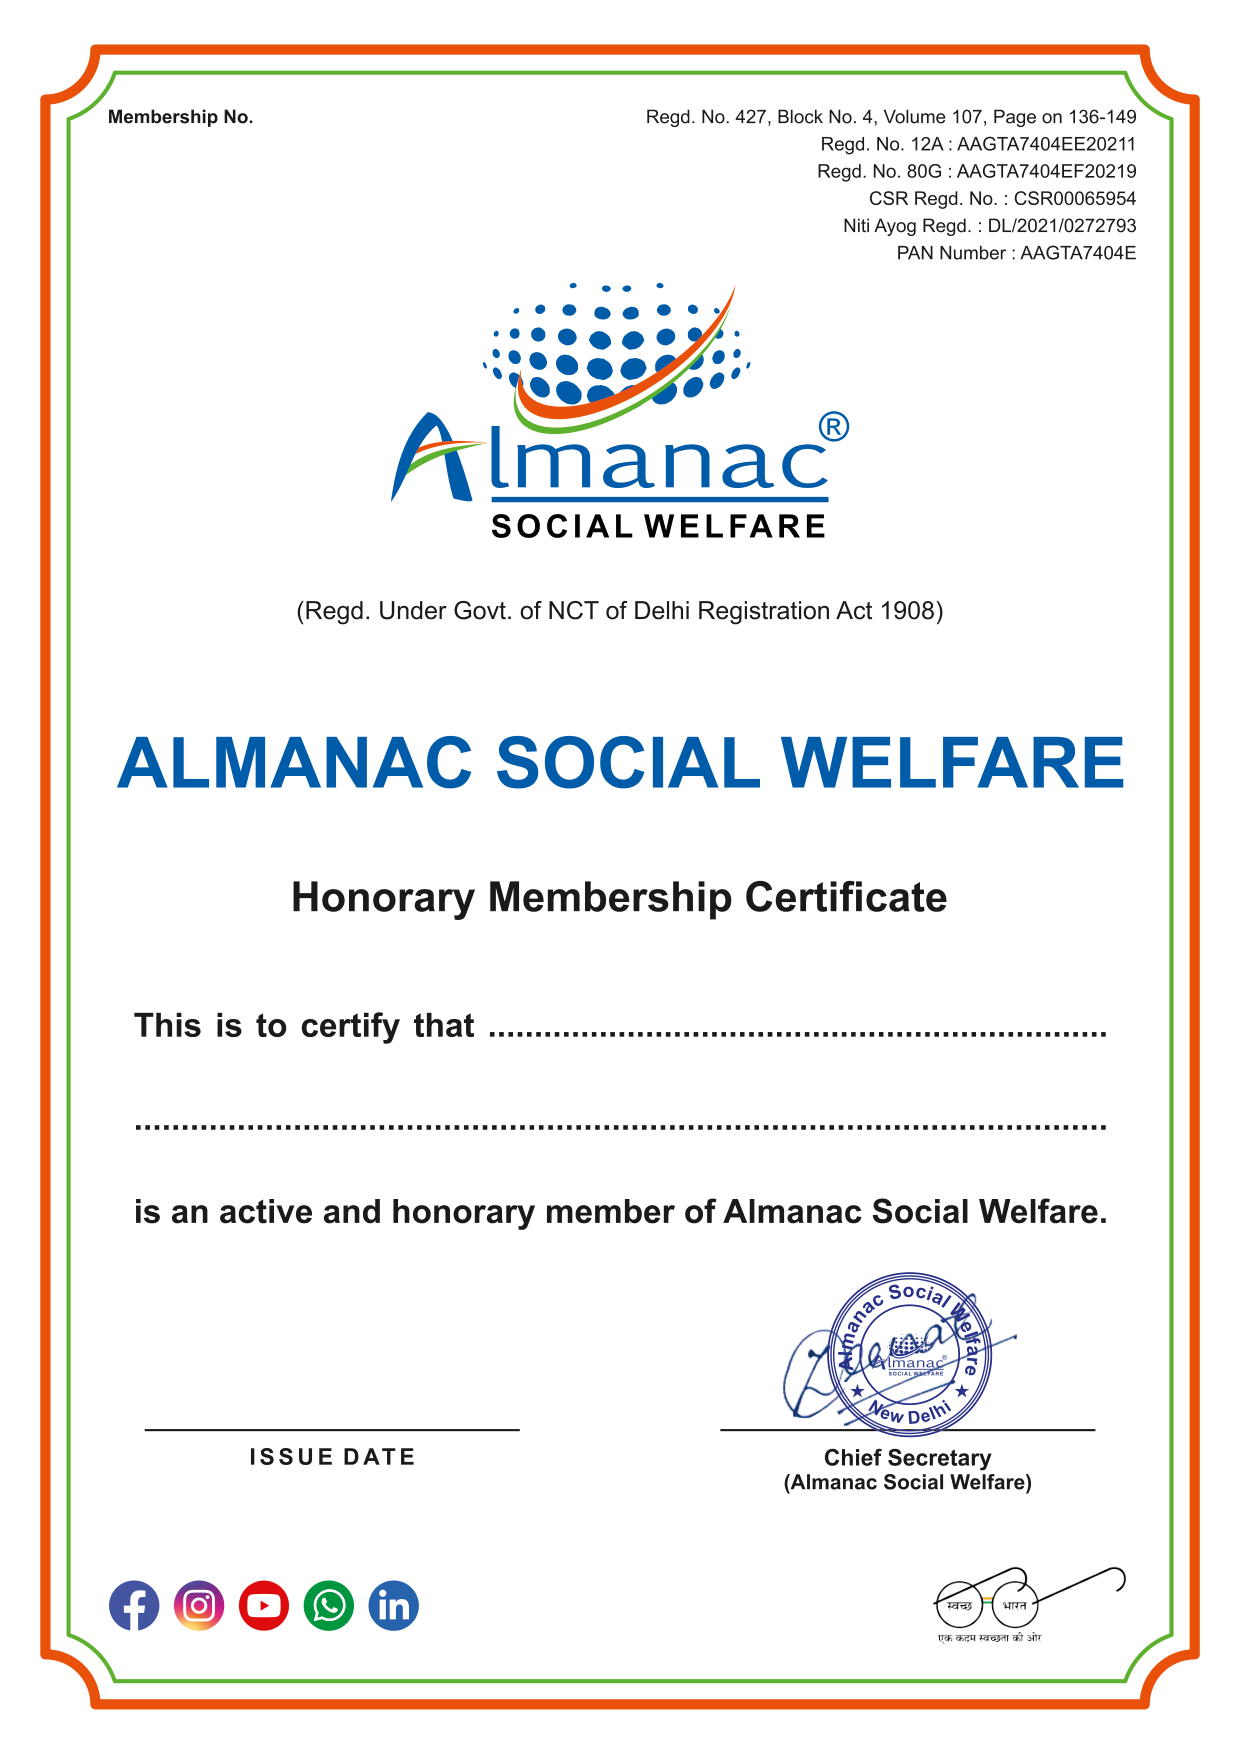 Membership No.
Regd. No. 427, Block No. 4, Volume 107, Page on 136-149
Regd. No. 12A : AAGTA7404EE20211
Regd. No. 80G : AAGTA7404EF20219
CSR Regd. No. : CSR00065954
Niti Ayog Regd. : DL/2021/0272793
PAN Number : AAGTA7404E
Almanac®
SOCIAL WELFARE
(Regd. Under Govt. of NCT of Delhi Registration Act 1908)
ALMANAC SOCIAL WELFARE
Honorary Membership Certificate
This is to certify that ....................................................................
..........................................................................................................
is an active and honorary member of Almanac Social Welfare.
Almanac Social Welfare
Almanac®
SOCIAL WELFARE
★ New Delhi ★
ISSUE DATE
Chief Secretary
(Almanac Social Welfare)
स्वच्छ भारत
एक कदम स्वच्छता की ओर